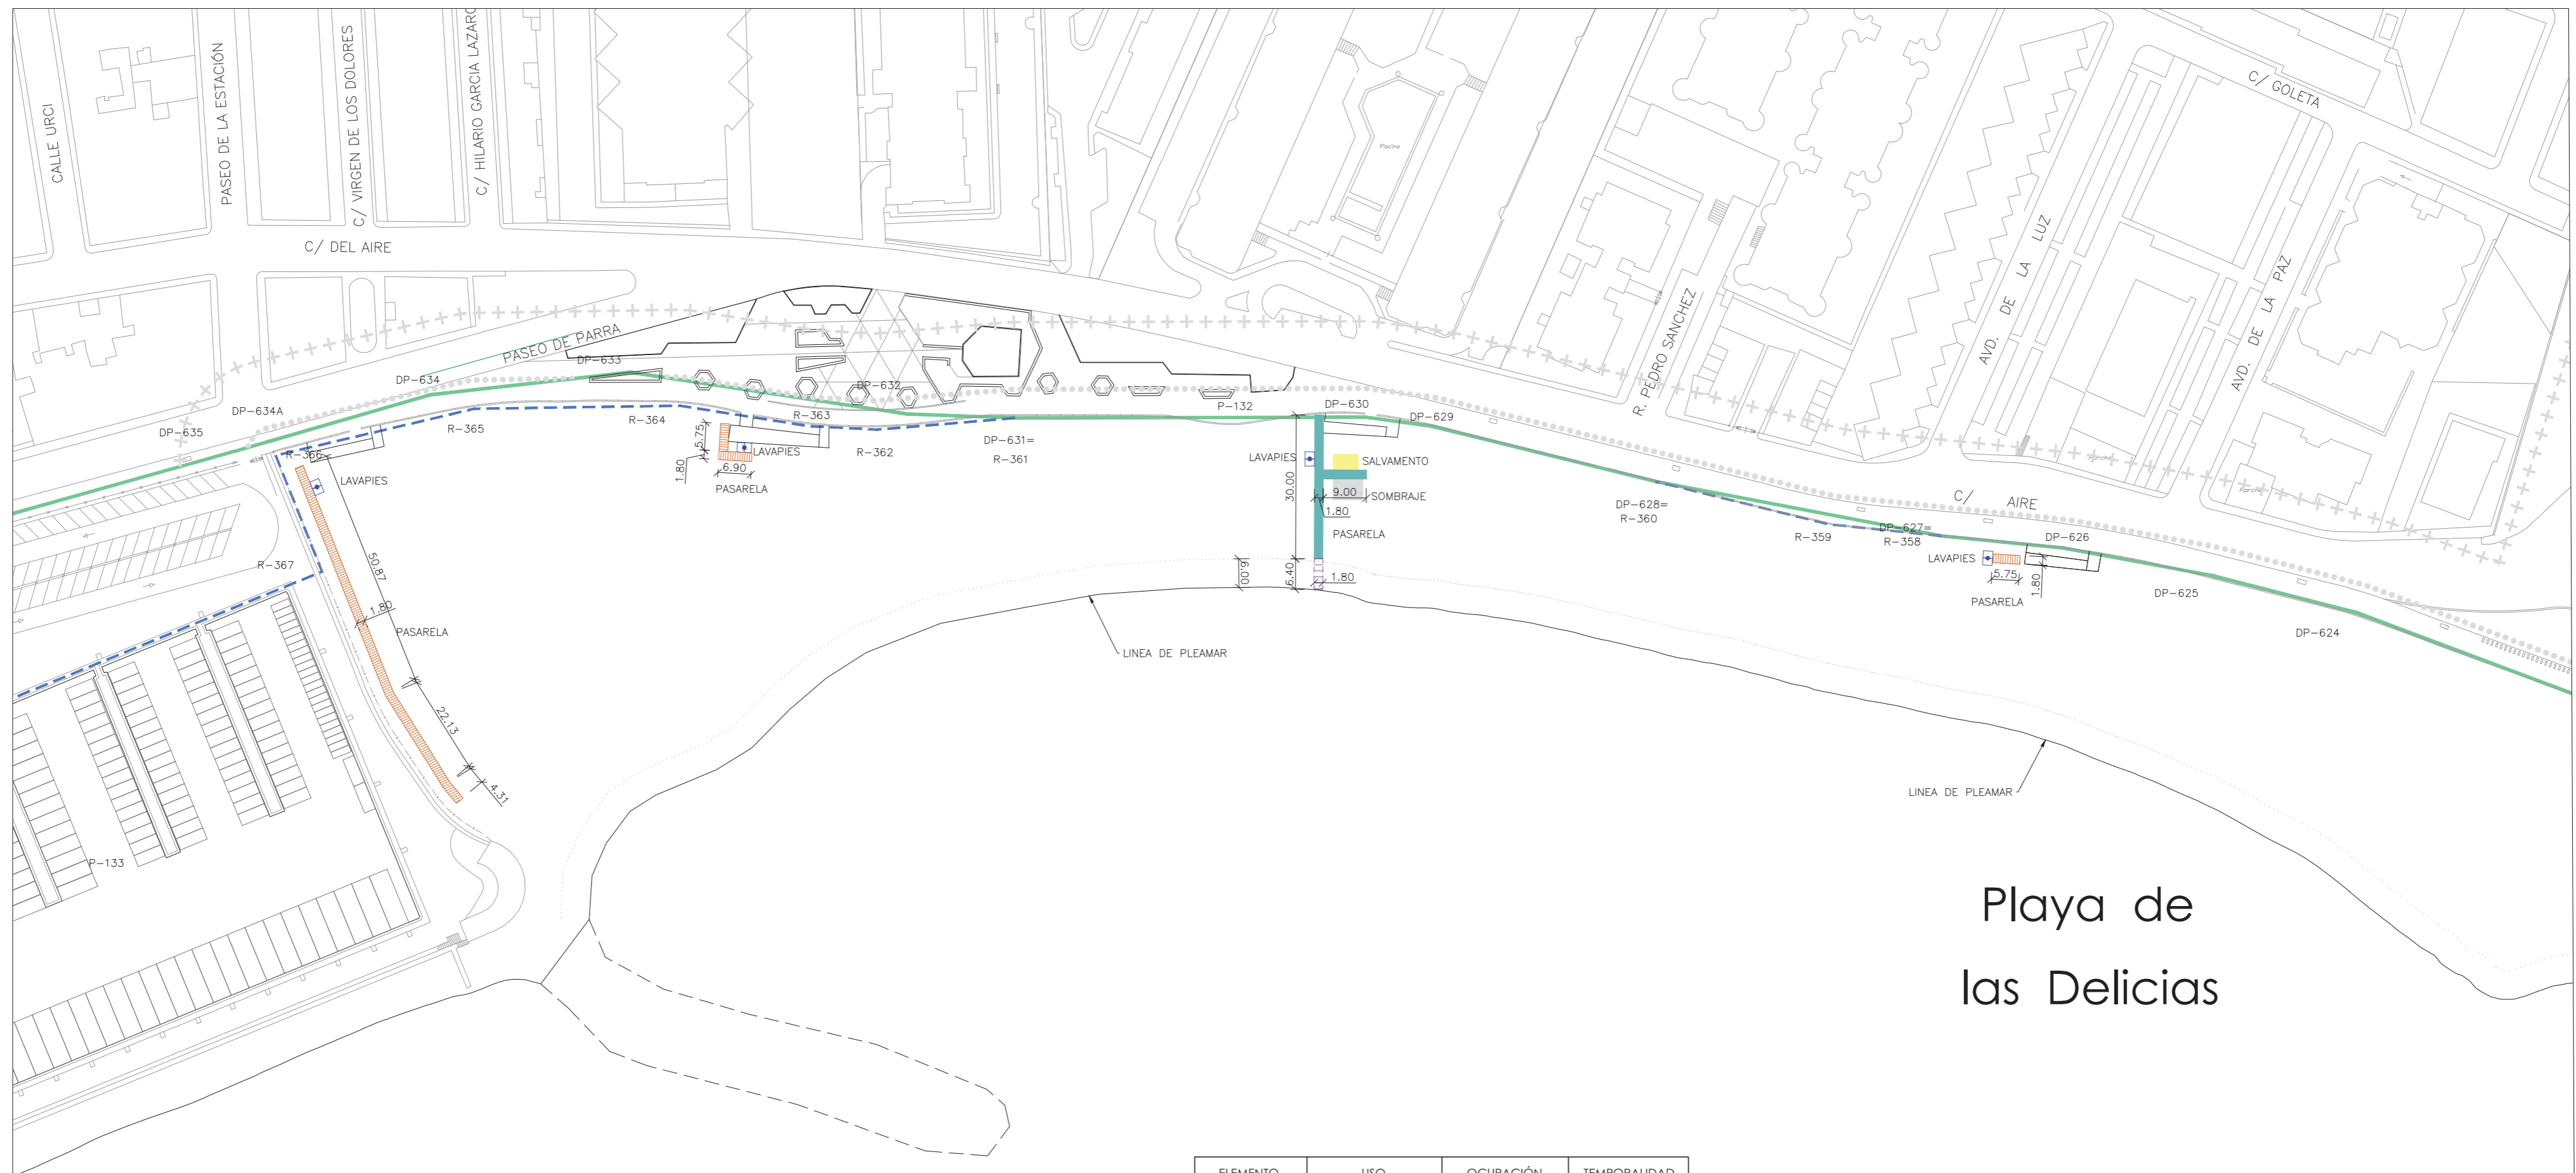 CALLE URCI
PASEO DE LA ESTACIÓN
C/ VIRGEN DE LOS DOLORES
C/ HILARIO GARCIA LAZARO
C/ DEL AIRE
Piscina
R. PEDRO SANCHEZ
AVD. DE LA LUZ
AVD. DE LA PAZ
C/ GOLETA
PASEO DE PARRA
DP-633
DP-634
DP-632
DP-634A
DP-635
R-365
R-364
R-363
R-362
R-366=
DP-631=
R-361
P-132
DP-630
DP-629
LAVAPIES
5.75
1.80
6.90
LAVAPIES
PASARELA
LAVAPIES
SALVAMENTO
30.00
9.00
SOMBRAJE
1.80
PASARELA
6.00
6.40
1.80
DP-628=
R-360
C/ AIRE
R-359
DP-627=
R-358
DP-626
LAVAPIES
5.75
1.80
PASARELA
DP-625
DP-624
R-367
50.87
1.80
PASARELA
22.13
4.31
LINEA DE PLEAMAR
LINEA DE PLEAMAR
P-133
Playa de
las Delicias
ELEMENTO USO OCUPACIÓN TEMPORALIDAD